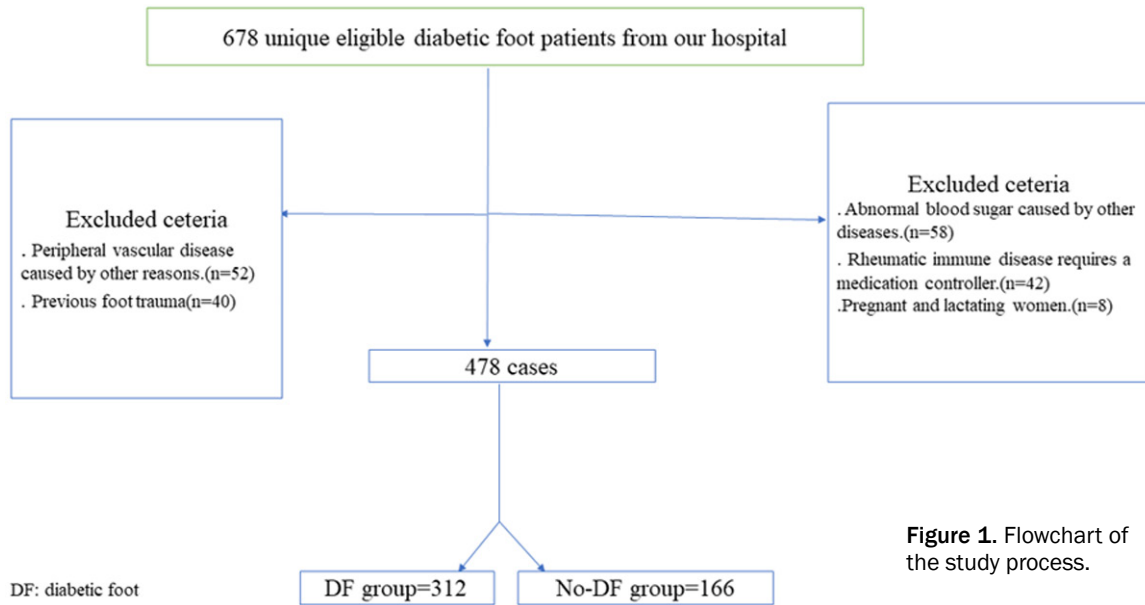 678 unique eligible diabetic foot patients from our hospital
Excluded ceteria
. Peripheral vascular disease
caused by other reasons.(n=52)
. Previous foot trauma(n=40)
Excluded ceteria
. Abnormal blood sugar caused by other
diseases.(n=58)
. Rheumatic immune disease requires a
medication controller.(n=42)
.Pregnant and lactating women.(n=8)
478 cases
DF group=312
No-DF group=166
DF: diabetic foot
Figure 1. Flowchart of
the study process.